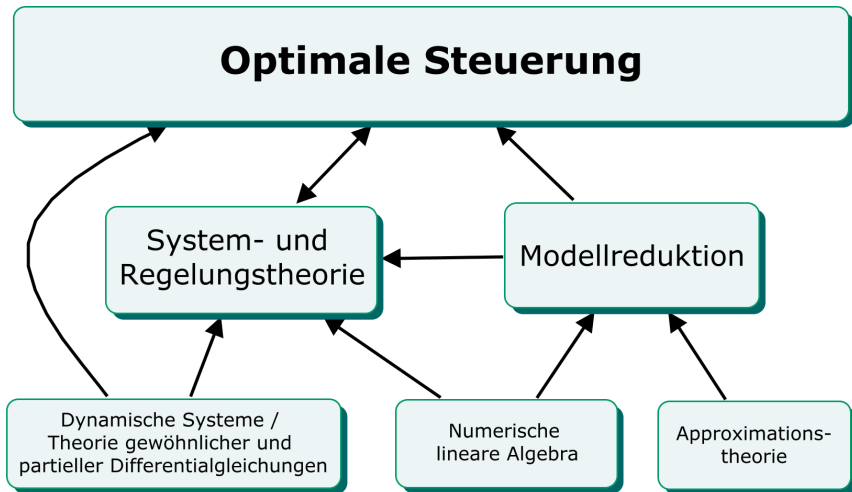 Optimale Steuerung
System- und
Regelungstheorie
Modellreduktion
Dynamische Systeme /
Theorie gewöhnlicher und
partieller Differentialgleichungen
Numerische
lineare Algebra
Approximations-
theorie